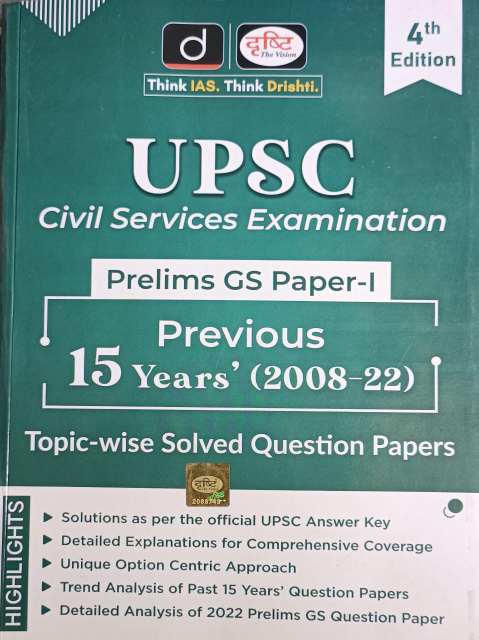 d
दृष्टि
The Vision
Think IAS. Think Drishti.
4th
Edition
UPSC
Civil Services Examination
Prelims GS Paper-I
Previous
15 Years' (2008-22)
Topic-wise Solved Question Papers
दृष्टि
HIGHLIGHTS
Solutions as per the official UPSC Answer Key
Detailed Explanations for Comprehensive Coverage
Unique Option Centric Approach
Trend Analysis of Past 15 Years' Question Papers
Detailed Analysis of 2022 Prelims GS Question Paper